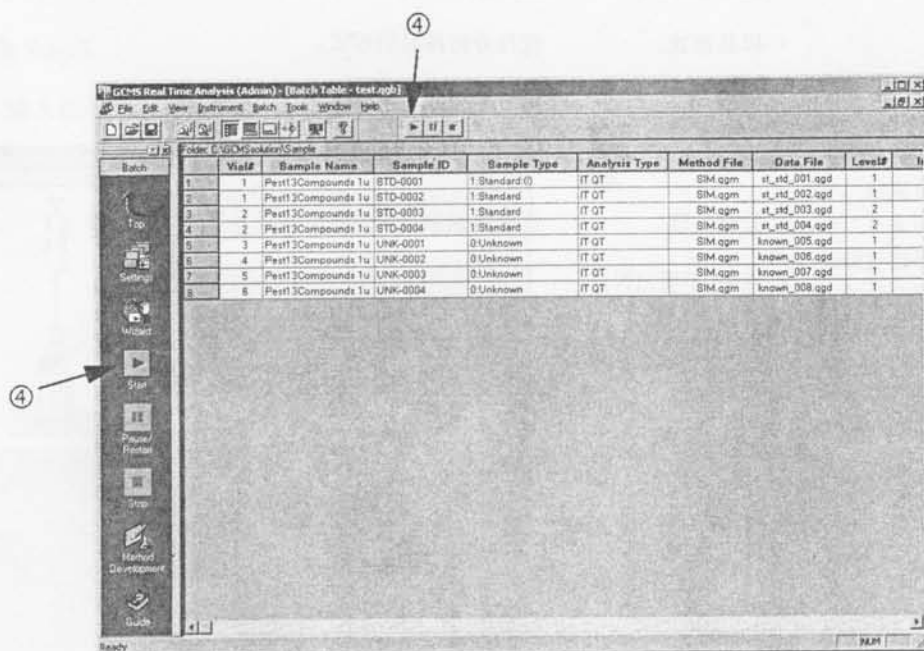 ④
GCMS Real Time Analysis (Admin) - [Batch Table - test.qgb]
File Edit View Instrument Batch Tools Window Help
Folder: C:\GCMSsolution\Sample
Batch
Top
Settings
Wizard
④
Start
Pause/
Restart
Stop
Method
Development
Guide
Vial# Sample Name Sample ID Sample Type Analysis Type Method File Data File Level#
1 1 Pest13Compounds 1u STD-0001 1:Standard:(I) IT QT SIM.qgm st_std_001.qgd 1
2 1 Pest13Compounds 1u STD-0002 1:Standard IT QT SIM.qgm st_std_002.qgd 1
3 2 Pest13Compounds 1u STD-0003 1:Standard IT QT SIM.qgm st_std_003.qgd 2
4 2 Pest13Compounds 1u STD-0004 1:Standard IT QT SIM.qgm st_std_004.qgd 2
5 3 Pest13Compounds 1u UNK-0001 0:Unknown IT QT SIM.qgm known_005.qgd 1
6 4 Pest13Compounds 1u UNK-0002 0:Unknown IT QT SIM.qgm known_006.qgd 1
7 5 Pest13Compounds 1u UNK-0003 0:Unknown IT QT SIM.qgm known_007.qgd 1
8 6 Pest13Compounds 1u UNK-0004 0:Unknown IT QT SIM.qgm known_008.qgd 1
Ready NUM